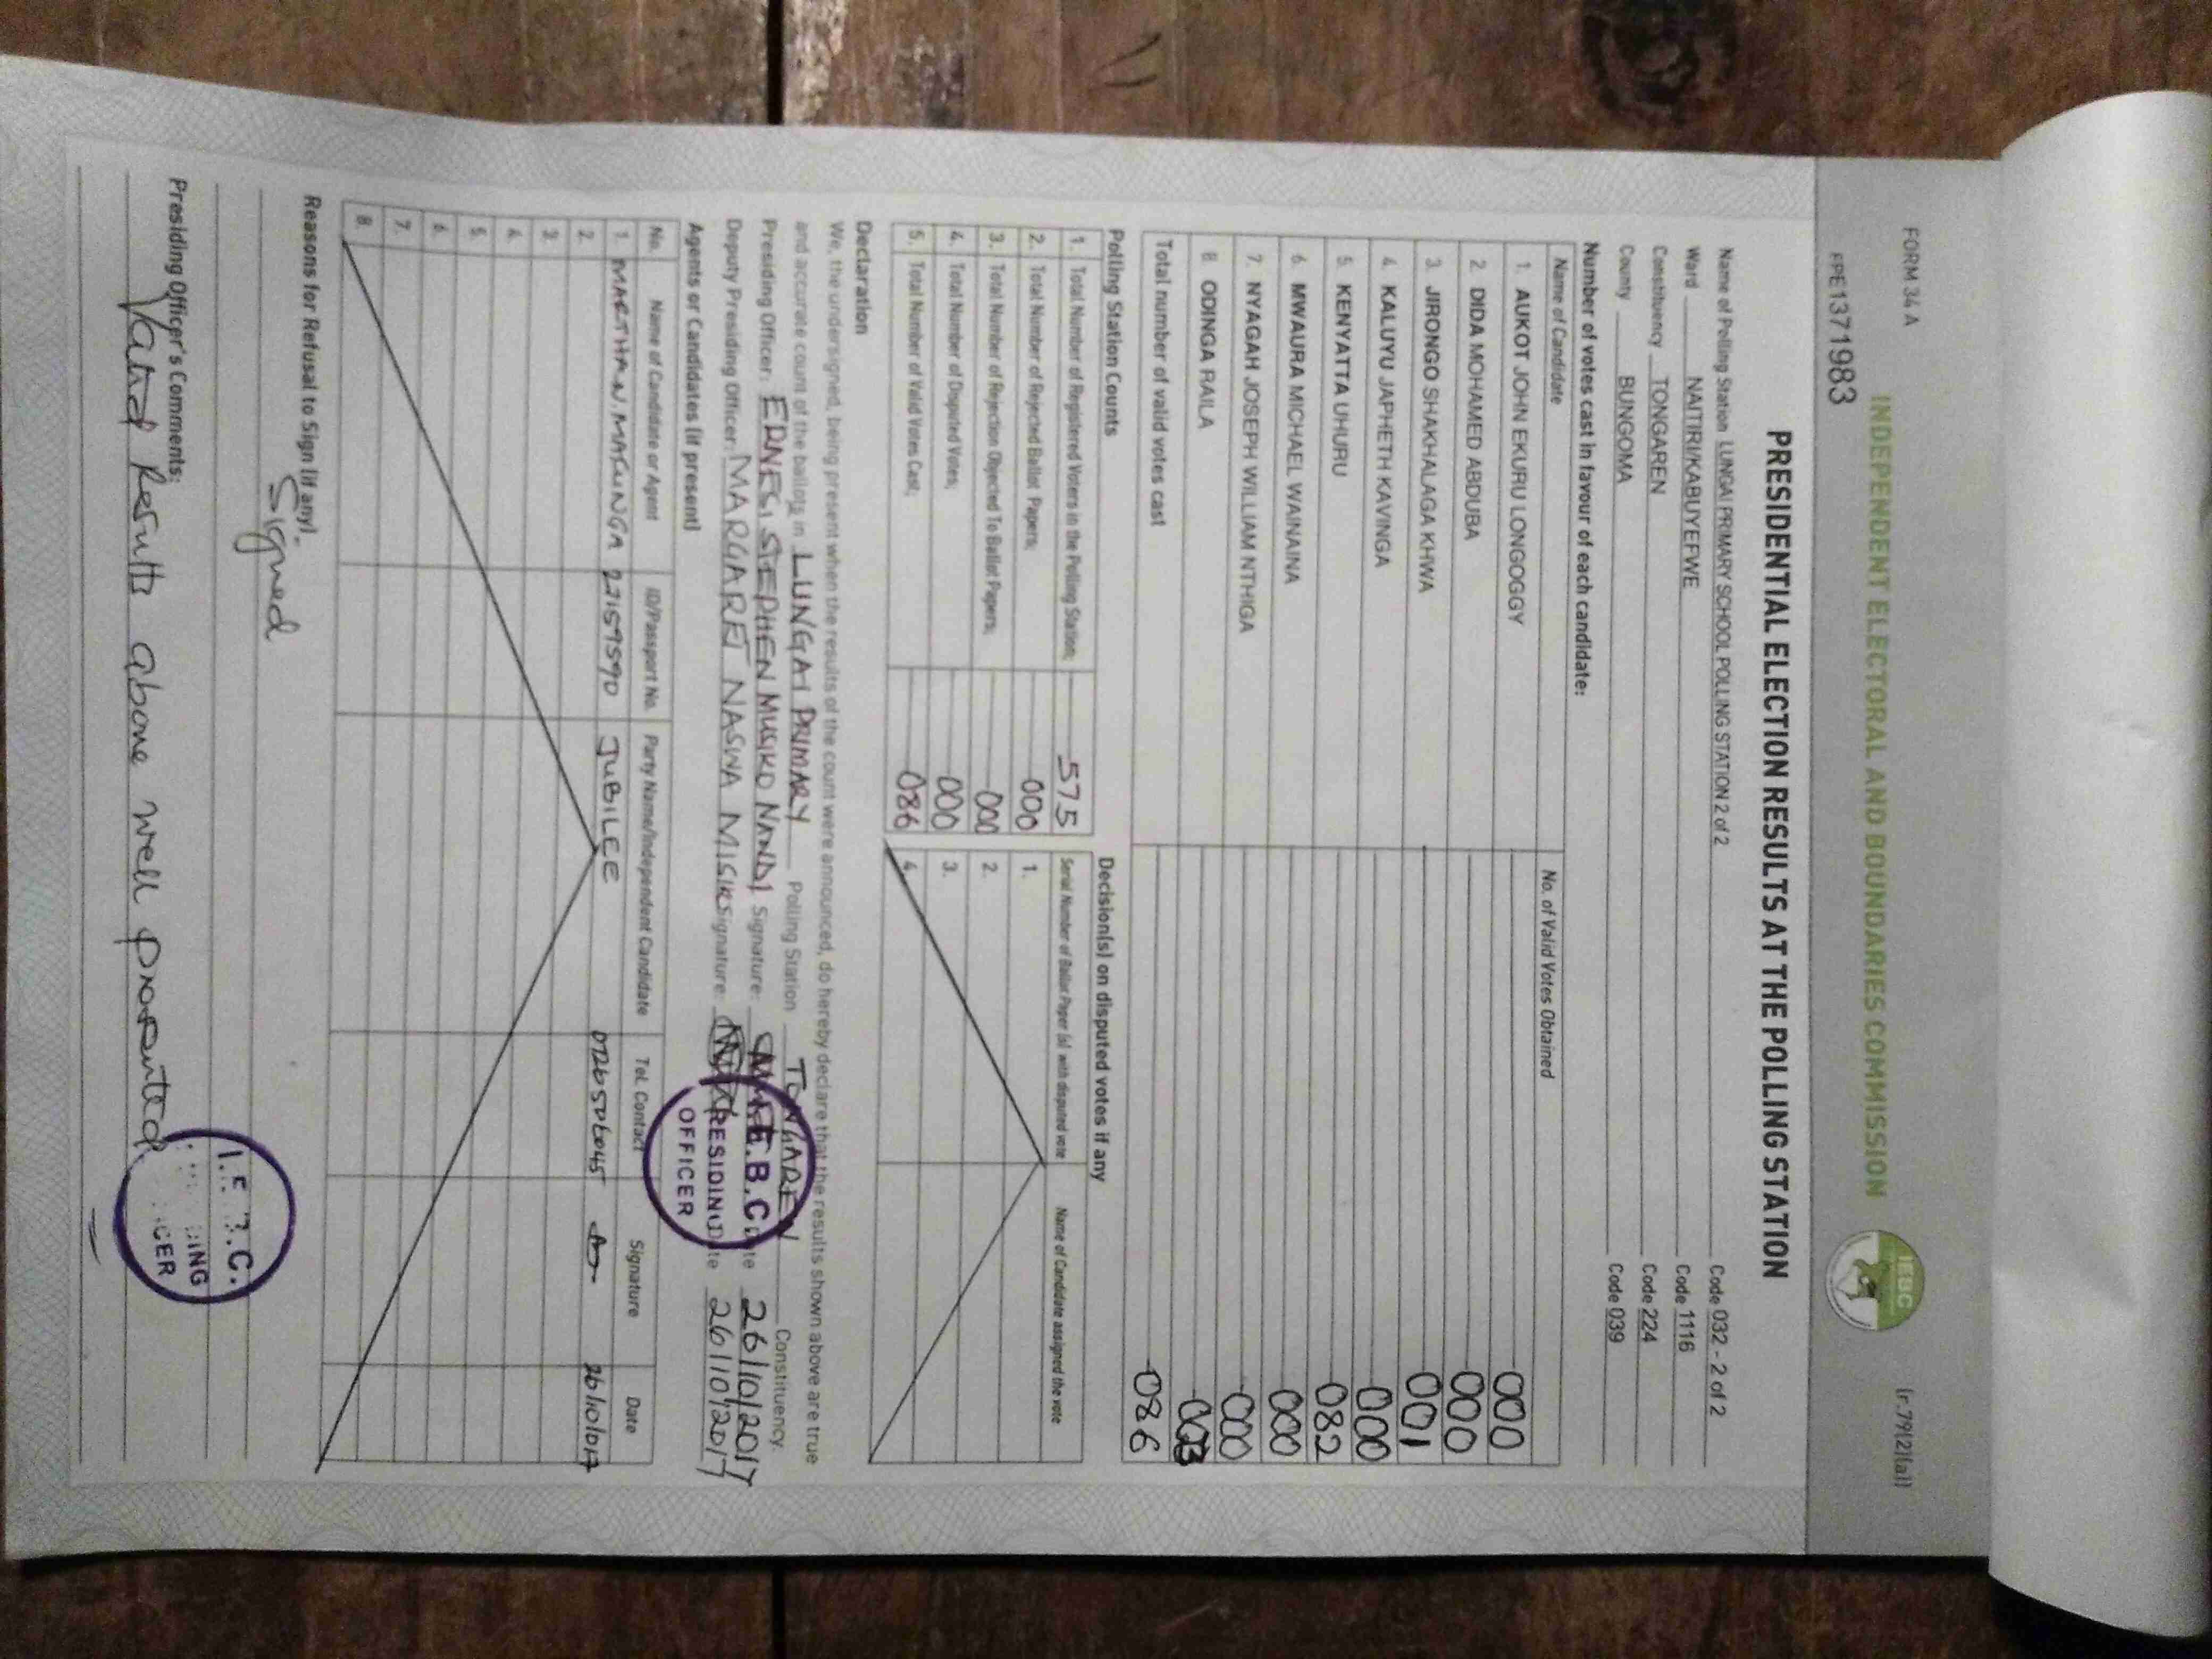 FORM 34 A
(r.79(2)(a))
INDEPENDENT ELECTORAL AND BOUNDARIES COMMISSION
IEBC
PPE1371983
PRESIDENTIAL ELECTION RESULTS AT THE POLLING STATION
Name of Polling Station LUNGAI PRIMARY SCHOOL POLLING STATION 2 of 2 Code 032 - 2 of 2
Ward NAITIRI/KABUYEFWE Code 1116
Constituency TONGAREN Code 224
County BUNGOMA Code 039
Number of votes cast in favour of each candidate:
Name of Candidate No. of Valid Votes Obtained
1. AUKOT JOHN EKURU LONGOGGY 000
2. DIDA MOHAMED ABDUBA 000
3. JIRONGO SHAKHALAGA KHWA 001
4. KALUYU JAPHETH KAVINGA 000
5. KENYATTA UHURU 082
6. MWAURA MICHAEL WAINAINA 000
7. NYAGAH JOSEPH WILLIAM NTHIGA 000
8 ODINGA RAILA 003
Total number of valid votes cast 086
Polling Station Counts
1. Total Number of Registered Voters in the Polling Station; 575
2. Total Number of Rejected Ballot Papers; 000
3. Total Number of Rejection Objected To Ballot Papers; 000
4. Total Number of Disputed Votes; 000
5. Total Number of Valid Votes Cast; 086
Decision(s) on disputed votes if any
Serial Number of Ballot Paper (s) with disputed vote Name of Candidate assigned the vote
1.
2.
3.
4.
Declaration
We, the undersigned, being present when the results of the count were announced, do hereby declare that the results shown above are true
and accurate count of the ballots in LUNGAI PRIMARY Polling Station TONGAREN Constituency.
Presiding Officer: ERNEST STEPHEN MUSIKO NANDI Signature: Date 26/10/2017
Deputy Presiding Officer: MARGARET NASWA MISIKO Signature: Date 26/10/2017
I.E.B.C.
PRESIDING
OFFICER
Agents or Candidates (if present)
No. Name of Candidate or Agent ID/Passport No. Party Name/Independent Candidate Tel. Contact Signature Date
1. MARTHA N. MAKUNGA 22159590 JUBILEE 0726506045 26/10/017
2.
3.
4.
5.
6.
7.
8.
Reasons for Refusal to Sign (if any).
Signed
Presiding Officer's Comments:
Results above well
I.E.B.C.